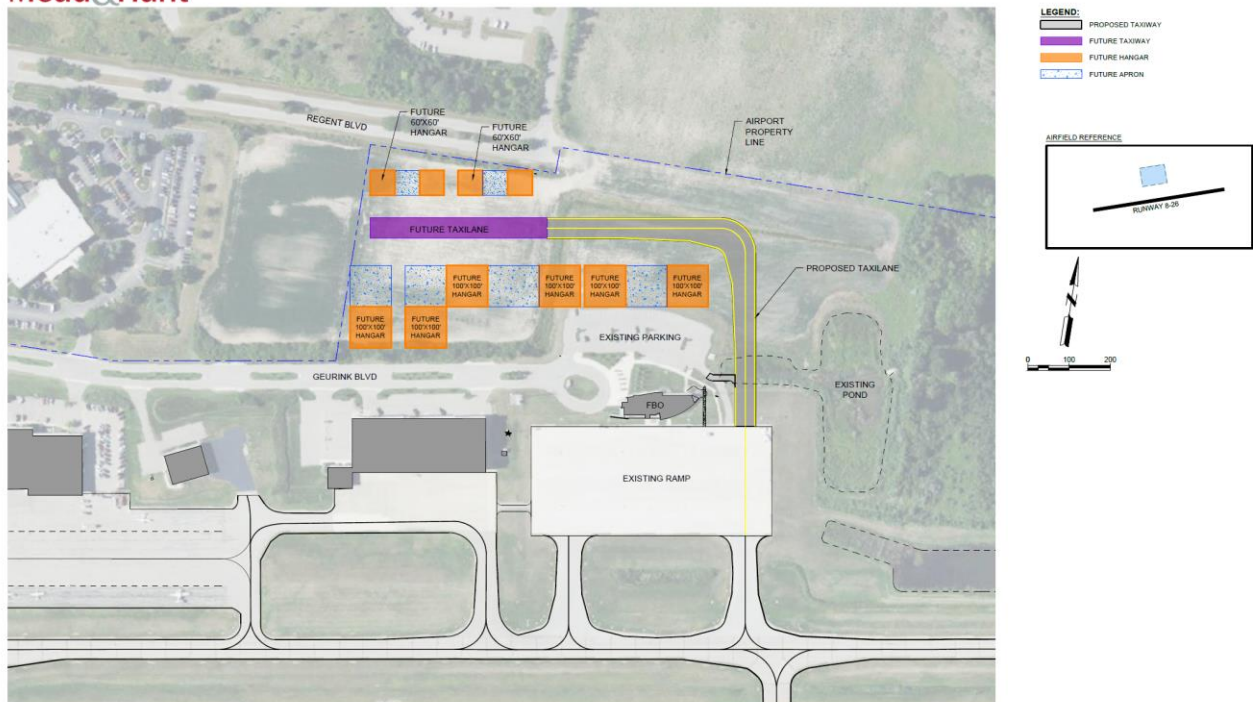 Mead&Hunt
REGENT BLVD
FUTURE
60'X60'
HANGAR
FUTURE
60'X60'
HANGAR
AIRPORT
PROPERTY
LINE
FUTURE TAXILANE
PROPOSED TAXILANE
FUTURE
100'X100'
HANGAR
FUTURE
100'X100'
HANGAR
FUTURE
100'X100'
HANGAR
FUTURE
100'X100'
HANGAR
FUTURE
100'X100'
HANGAR
FUTURE
100'X100'
HANGAR
EXISTING PARKING
GEURINK BLVD
FBO
EXISTING
POND
EXISTING RAMP
LEGEND:
PROPOSED TAXIWAY
FUTURE TAXIWAY
FUTURE HANGAR
FUTURE APRON
AIRFIELD REFERENCE
RUNWAY 8-26
N
0 100 200